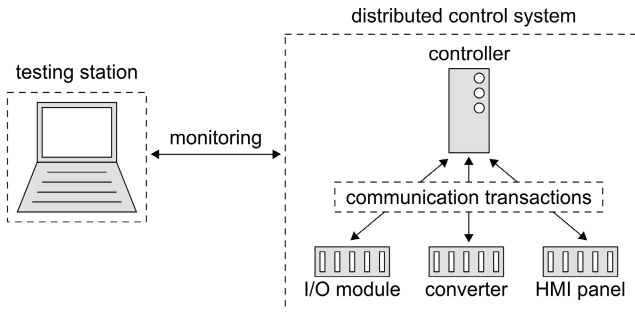 distributed control system
controller
testing station
monitoring
communication transactions
I/O module
converter
HMI panel